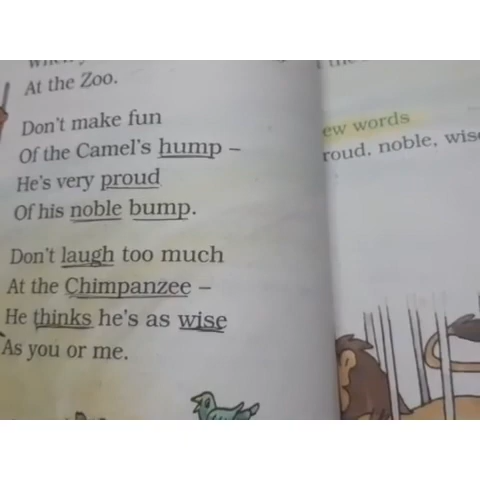 At the Zoo.
Don't make fun
Of the Camel's hump –
He's very proud
Of his noble bump.
Don't laugh too much
At the Chimpanzee –
He thinks he's as wise
As you or me.
ew words
roud, noble, wise